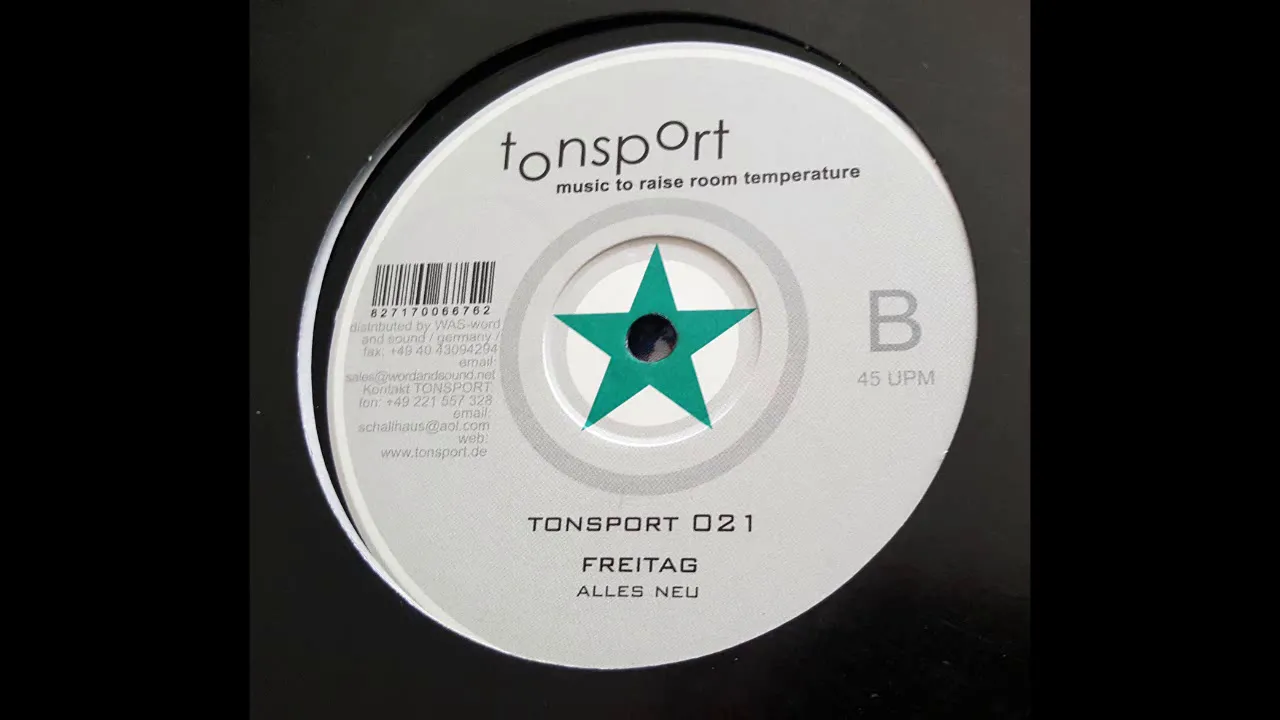 tonsport
music to raise room temperature
827170066762
distributed by WAS-word
and sound / germany /
fax: +49 40 43094294
email:
sales@wordandsound.net
Kontakt TONSPORT:
fon: +49 221 557 328
email:
schallhaus@aol.com
web:
www.tonsport.de
B
45 UPM
TONSPORT 021
FREITAG
ALLES NEU